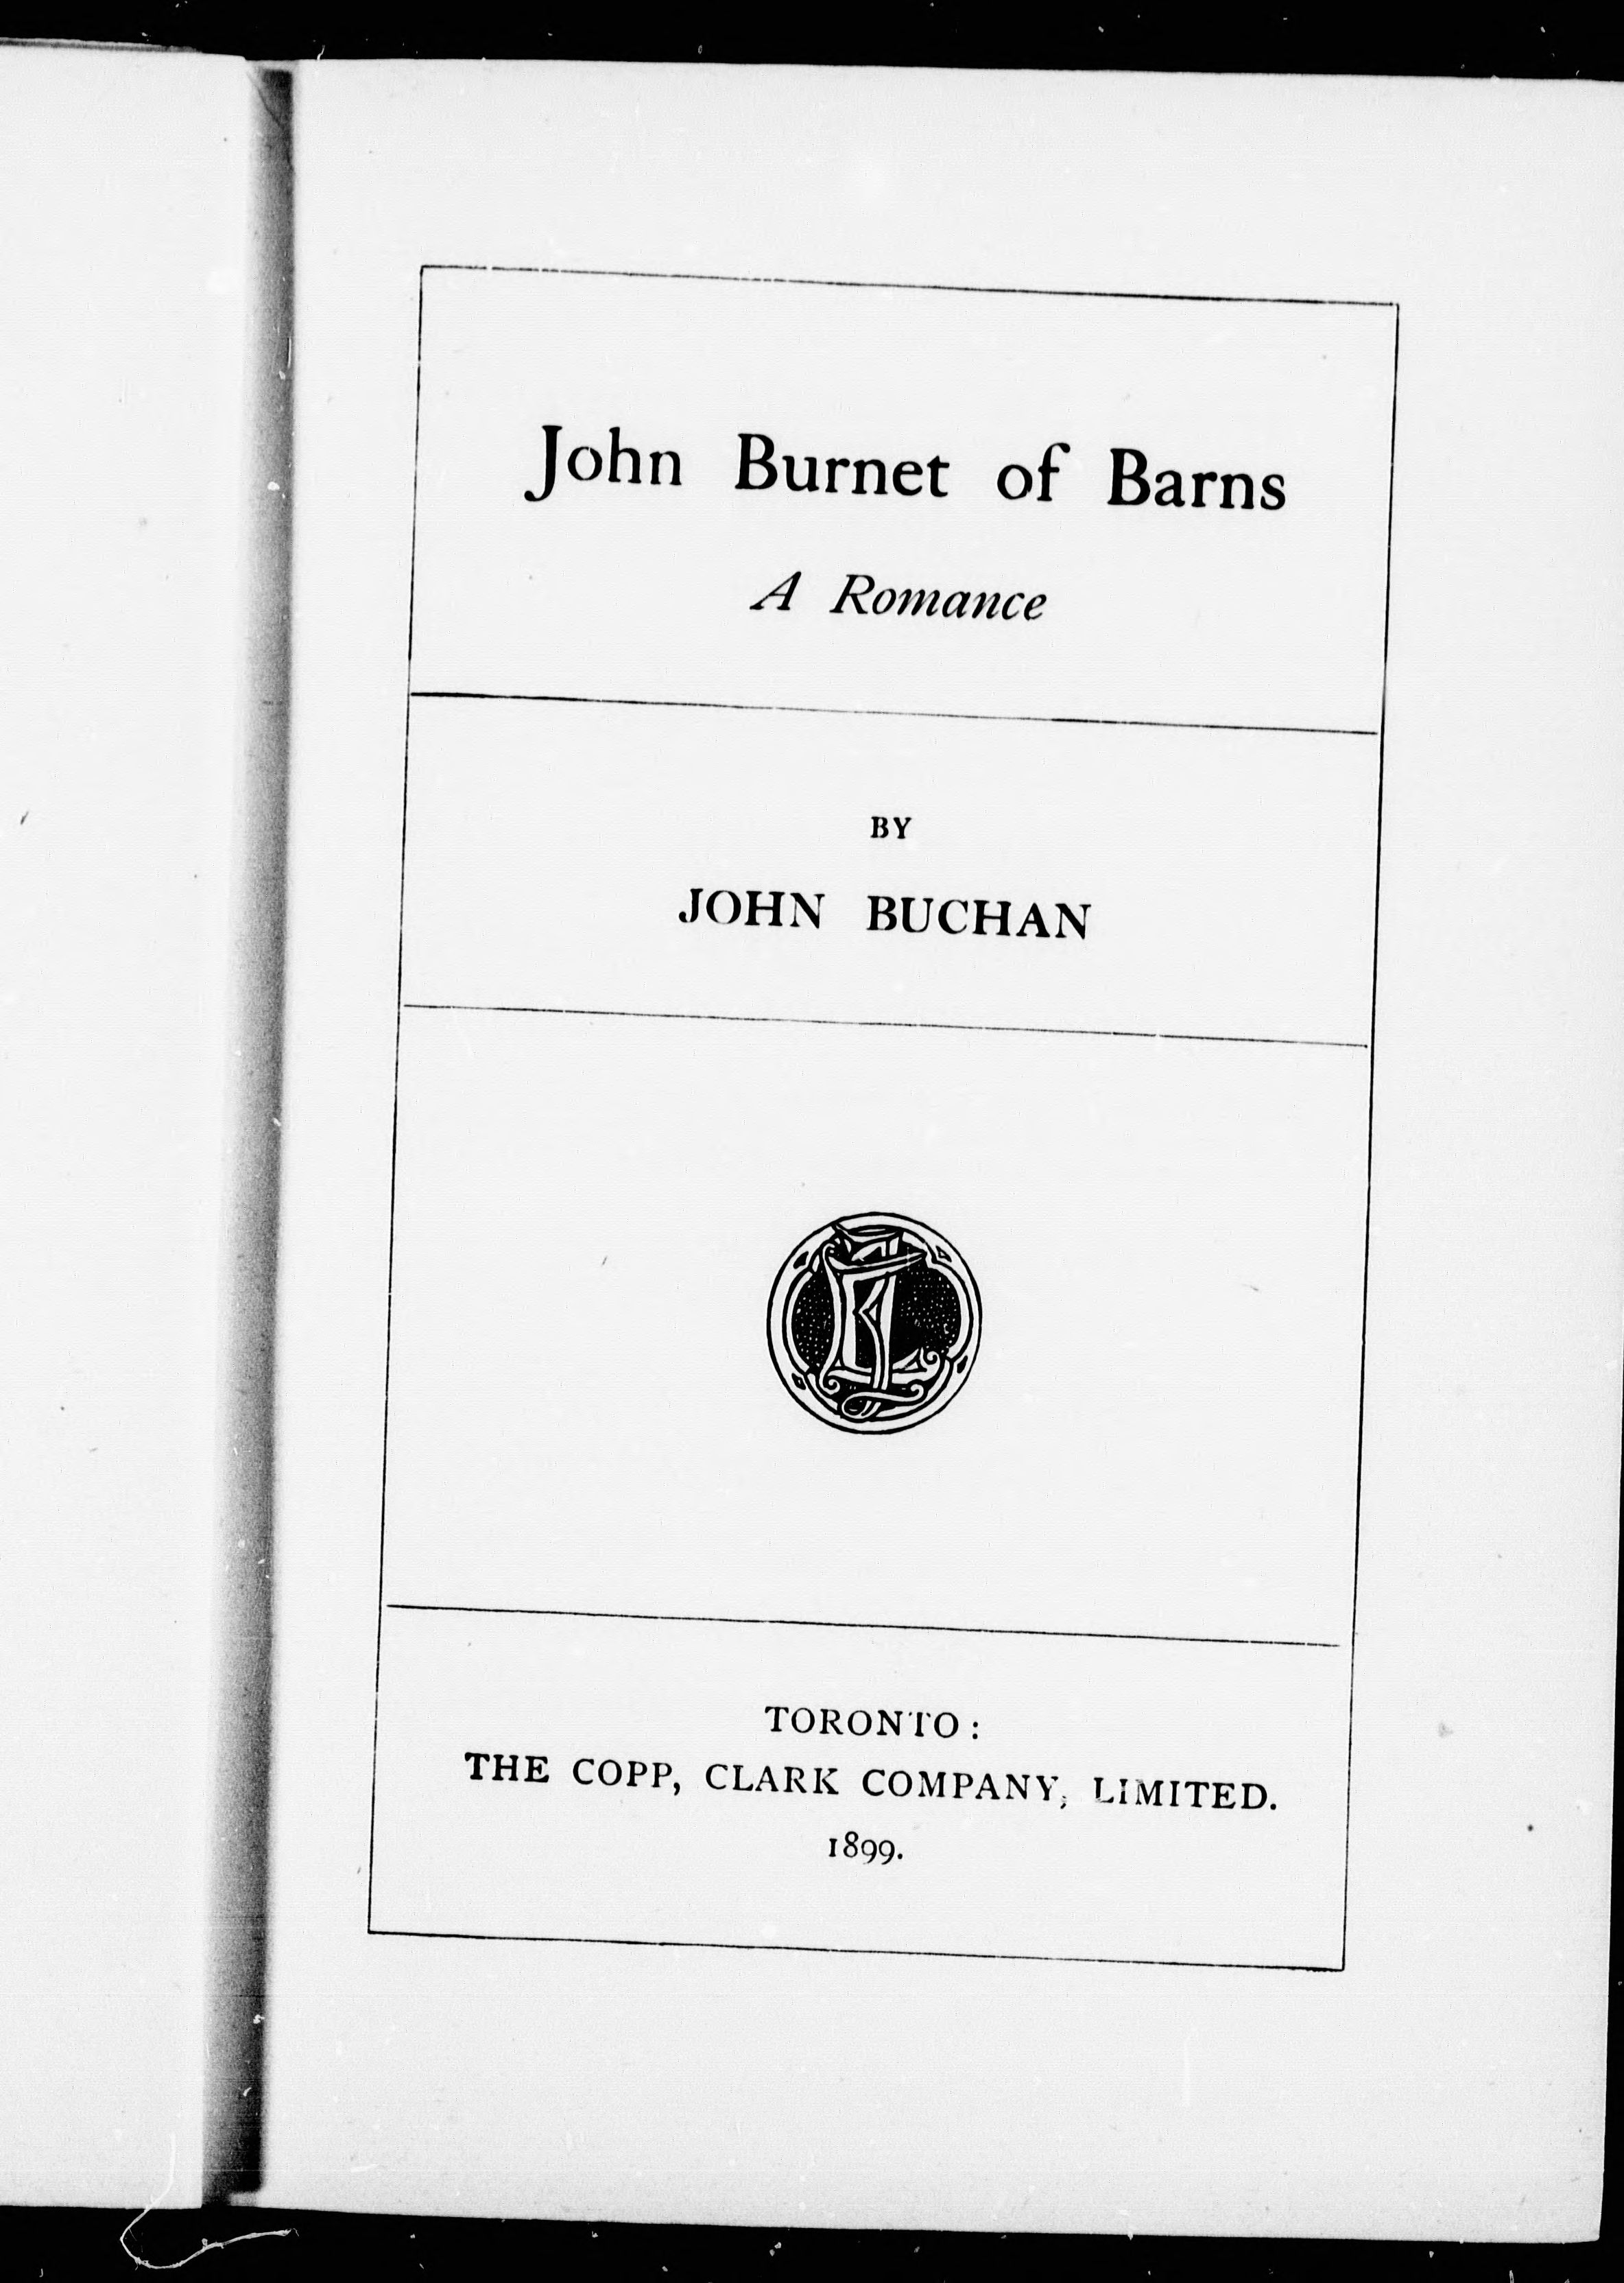 John Burnet of Barns
A Romance
BY
JOHN BUCHAN
TORONTO:
THE COPP, CLARK COMPANY, LIMITED.
1899.